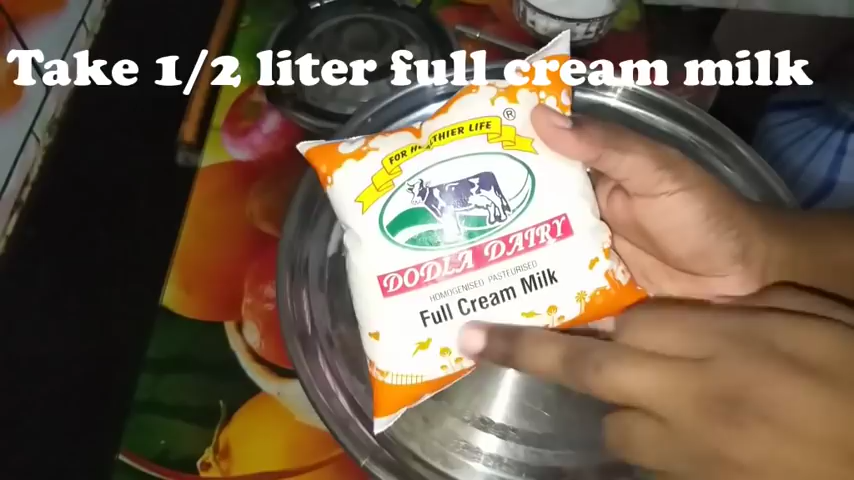 Take 1/2 liter full cream milk
®
FOR HEALTHIER LIFE
DODLA DAIRY
HOMOGENISED PASTEURISED
Full Cream Milk